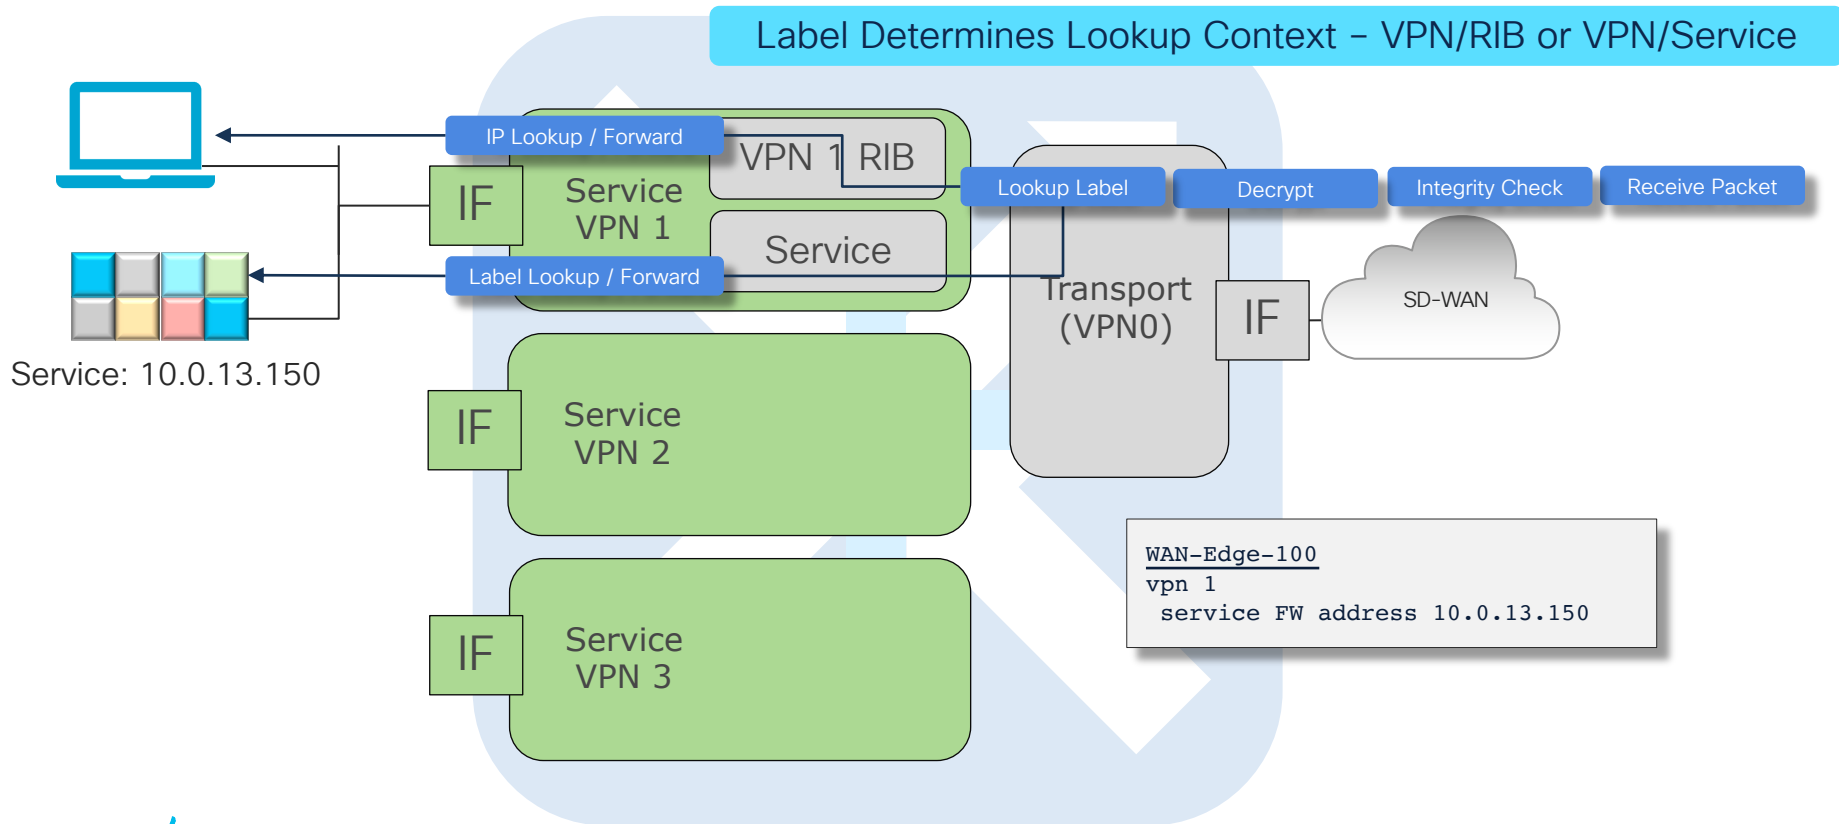 Label Determines Lookup Context – VPN/RIB or VPN/Service
IP Lookup / Forward
VPN 1 RIB
IF
Service
VPN 1
Service
Label Lookup / Forward
Lookup Label
Decrypt
Integrity Check
Receive Packet
Transport
(VPN0)
IF
SD-WAN
Service: 10.0.13.150
IF
Service
VPN 2
WAN-Edge-100
vpn 1
service FW address 10.0.13.150
IF
Service
VPN 3